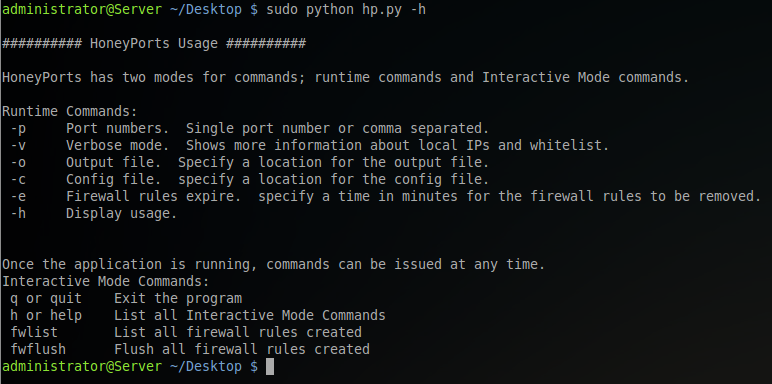 administrator@Server ~/Desktop $ sudo python hp.py -h
########## HoneyPorts Usage ##########
HoneyPorts has two modes for commands; runtime commands and Interactive Mode commands.
Runtime Commands:
-p     Port numbers.  Single port number or comma separated.
-v     Verbose mode.  Shows more information about local IPs and whitelist.
-o     Output file.  Specify a location for the output file.
-c     Config file.  specify a location for the config file.
-e     Firewall rules expire.  specify a time in minutes for the firewall rules to be removed.
-h     Display usage.
Once the application is running, commands can be issued at any time.
Interactive Mode Commands:
q or quit    Exit the program
h or help    List all Interactive Mode Commands
fwlist       List all firewall rules created
fwflush      Flush all firewall rules created
administrator@Server ~/Desktop $